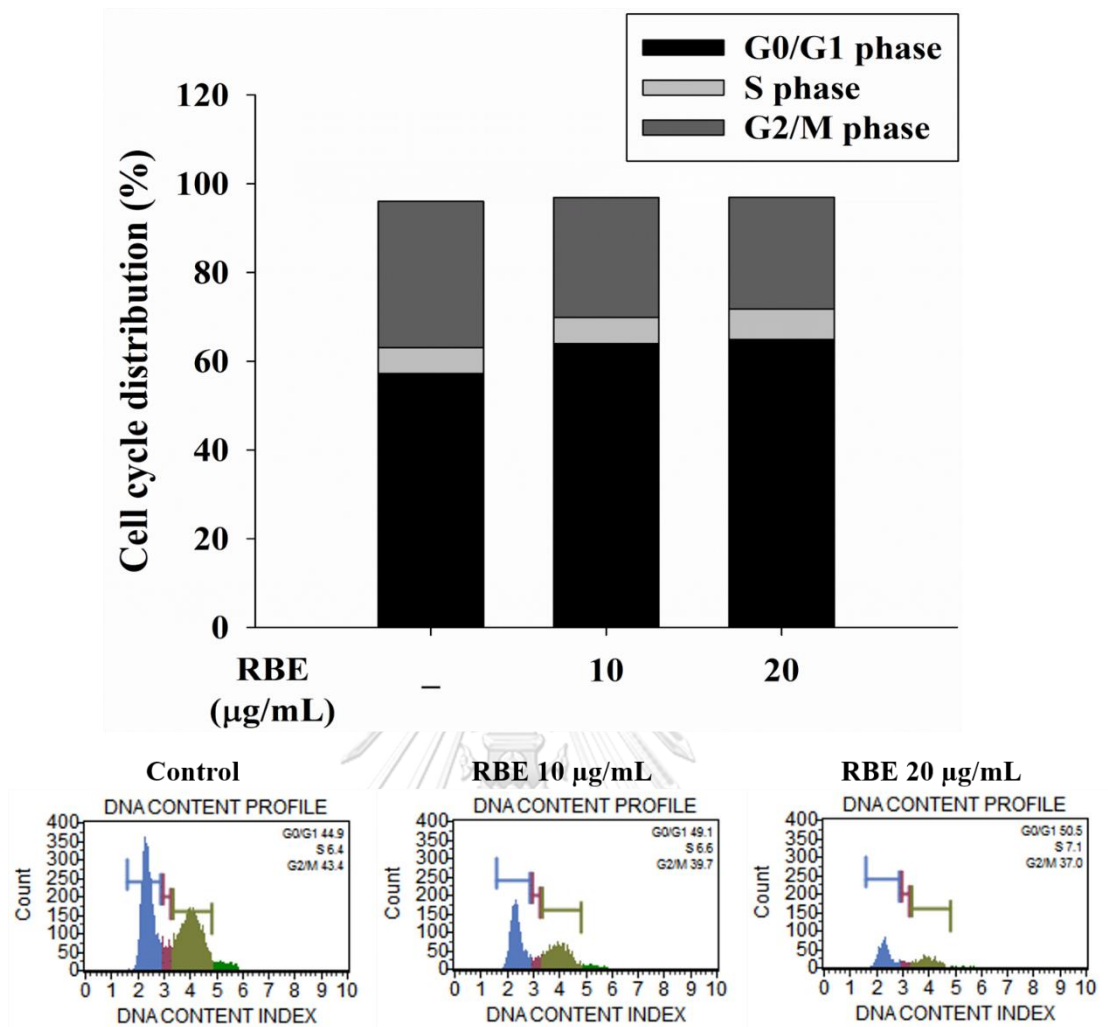 G0/G1 phase
S phase
G2/M phase
Cell cycle distribution (%)
120
100
80
60
40
20
0
RBE
(µg/mL)
_ 10 20
Control
DNA CONTENT PROFILE
Count
400
350
300
250
200
150
100
50
0
G0/G1 44.9
S 6.4
G2/M 43.4
0 1 2 3 4 5 6 7 8 9 10
DNA CONTENT INDEX
RBE 10 µg/mL
DNA CONTENT PROFILE
Count
400
350
300
250
200
150
100
50
0
G0/G1 49.1
S 6.6
G2/M 39.7
0 1 2 3 4 5 6 7 8 9 10
DNA CONTENT INDEX
RBE 20 µg/mL
DNA CONTENT PROFILE
Count
400
350
300
250
200
150
100
50
0
G0/G1 50.5
S 7.1
G2/M 37.0
0 1 2 3 4 5 6 7 8 9 10
DNA CONTENT INDEX